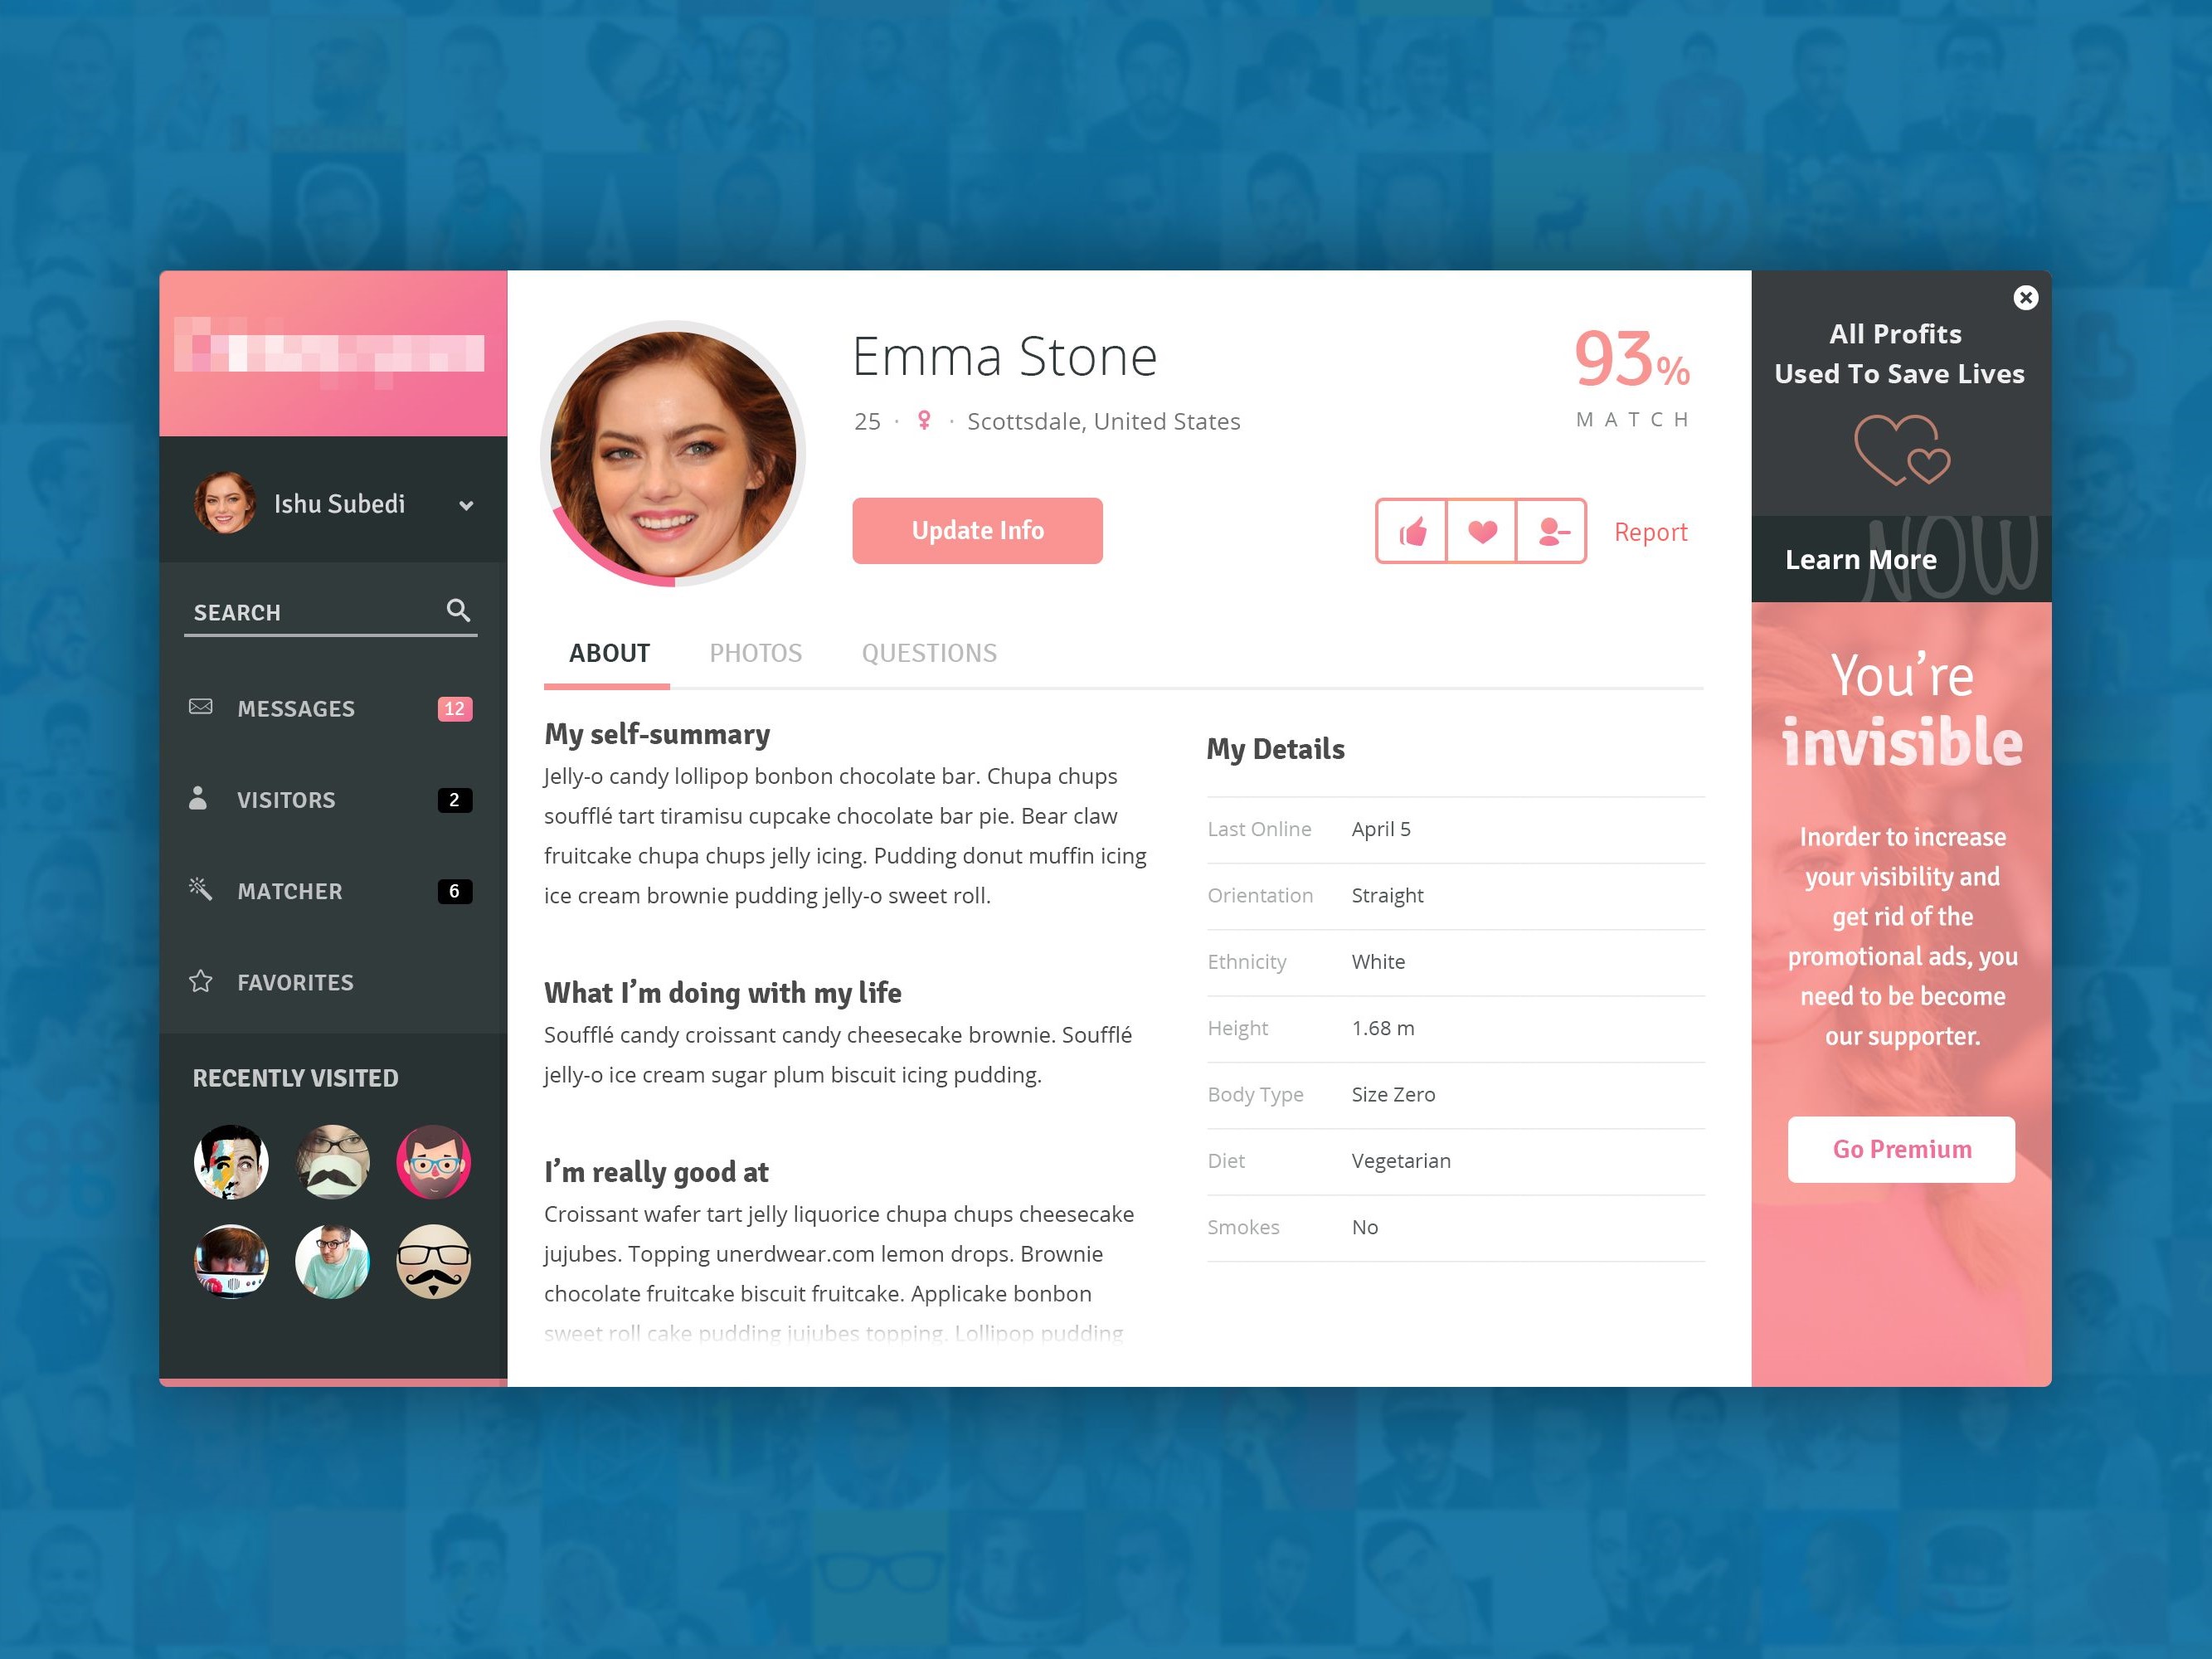 Ishu Subedi
SEARCH
MESSAGES 12
VISITORS 2
MATCHER 6
FAVORITES
RECENTLY VISITED
Emma Stone
25 · · Scottsdale, United States
93%
MATCH
Update Info
Report
ABOUT PHOTOS QUESTIONS
My self-summary
Jelly-o candy lollipop bonbon chocolate bar. Chupa chups
soufflé tart tiramisu cupcake chocolate bar pie. Bear claw
fruitcake chupa chups jelly icing. Pudding donut muffin icing
ice cream brownie pudding jelly-o sweet roll.
What I’m doing with my life
Soufflé candy croissant candy cheesecake brownie. Soufflé
jelly-o ice cream sugar plum biscuit icing pudding.
I’m really good at
Croissant wafer tart jelly liquorice chupa chups cheesecake
jujubes. Topping unerdwear.com lemon drops. Brownie
chocolate fruitcake biscuit fruitcake. Applicake bonbon
sweet roll cake pudding jujubes topping. Lollipop pudding
My Details
Last Online April 5
Orientation Straight
Ethnicity White
Height 1.68 m
Body Type Size Zero
Diet Vegetarian
Smokes No
All Profits
Used To Save Lives
NOW
Learn More
You’re
invisible
Inorder to increase
your visibility and
get rid of the
promotional ads, you
need to be become
our supporter.
Go Premium